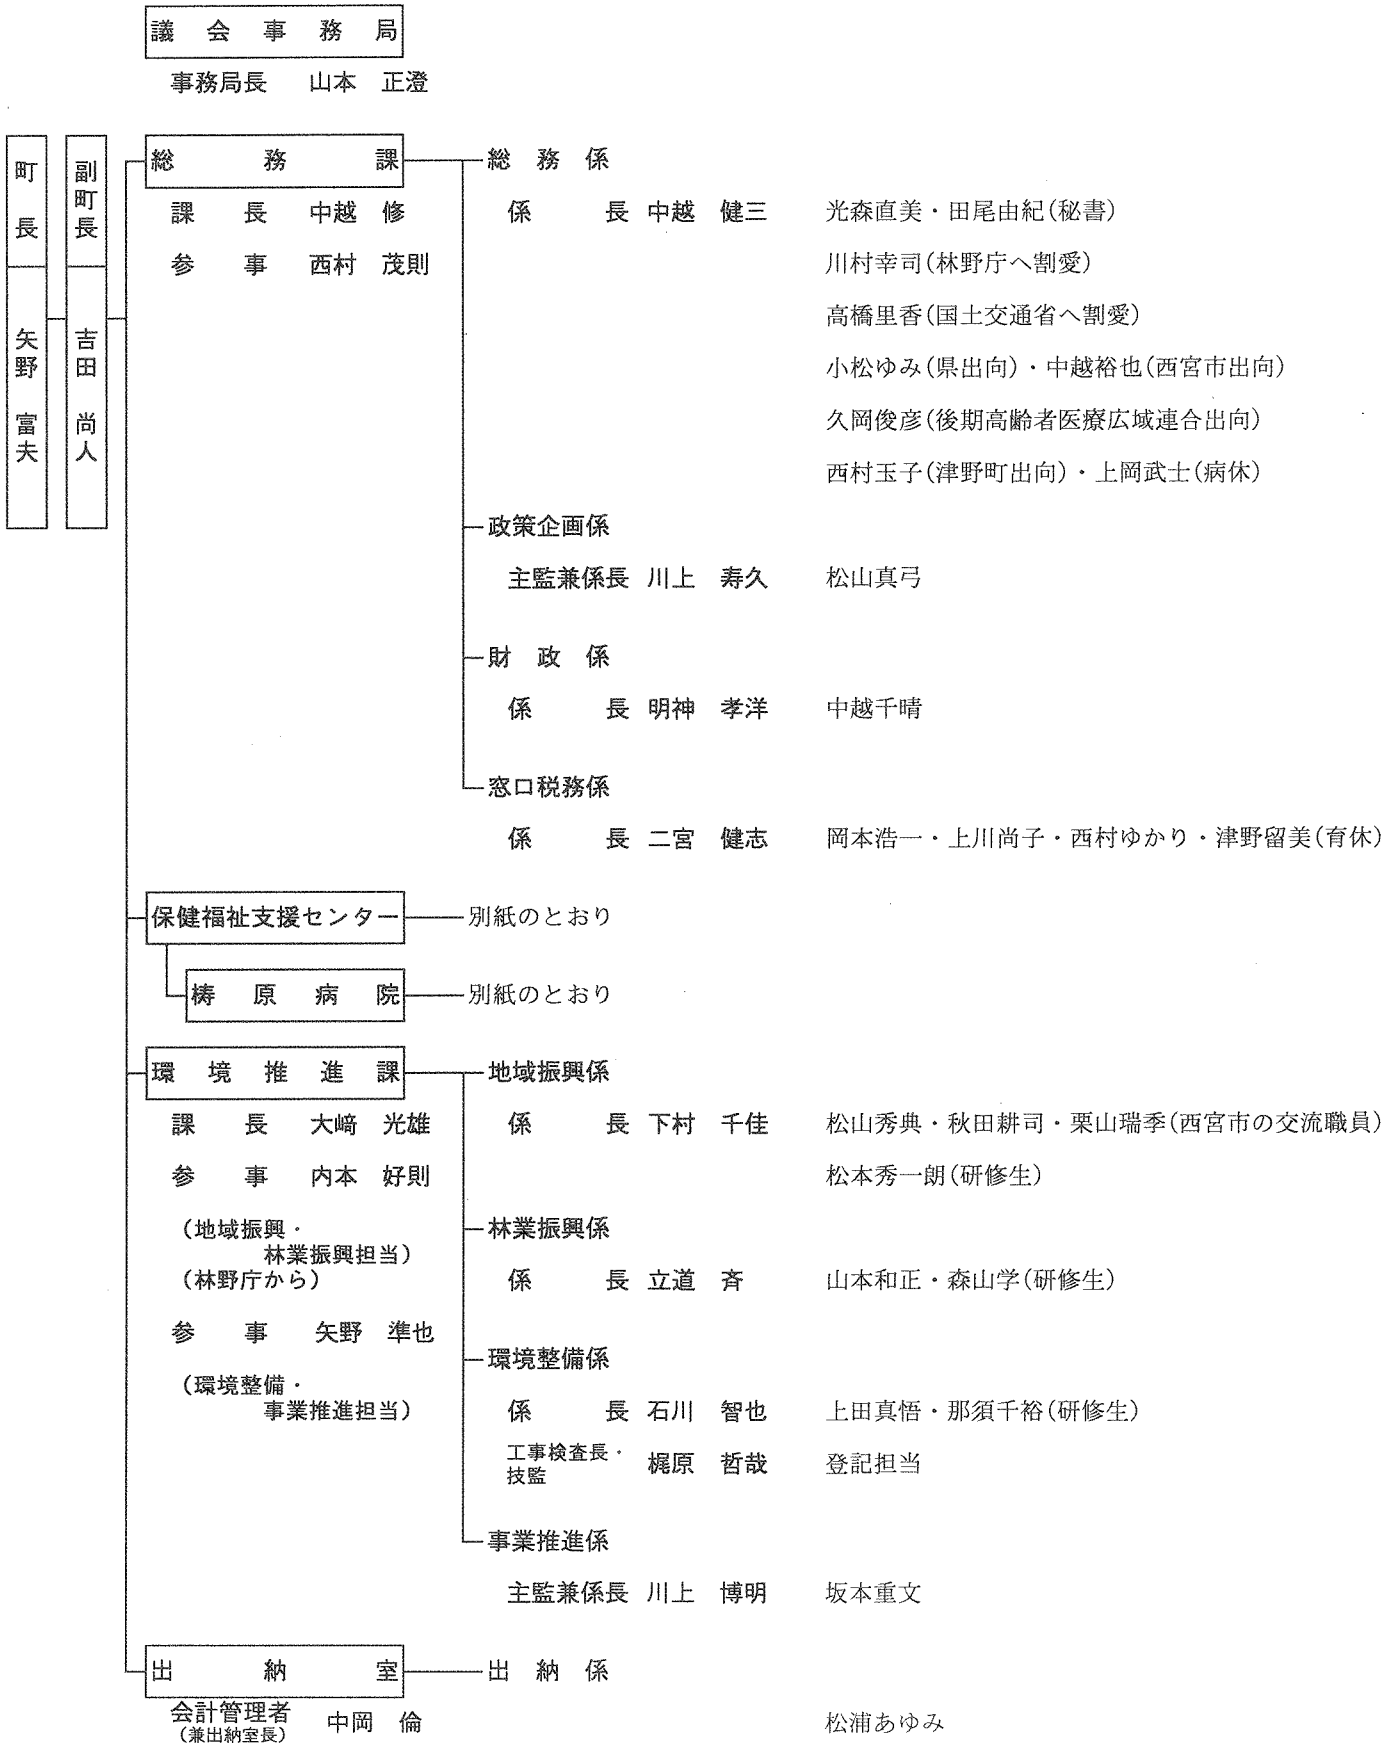 議会事務局
事務局長 山本 正澄
町長 矢野 富夫
副町長 吉田 尚人
総務課
課長 中越 修
参事 西村 茂則
総務係
係長 中越 健三 光森直美・田尾由紀(秘書)
川村幸司(林野庁へ割愛)
高橋里香(国土交通省へ割愛)
小松ゆみ(県出向)・中越裕也(西宮市出向)
久岡俊彦(後期高齢者医療広域連合出向)
西村玉子(津野町出向)・上岡武士(病休)
政策企画係
主監兼係長 川上 寿久 松山真弓
財政係
係長 明神 孝洋 中越千晴
窓口税務係
係長 二宮 健志 岡本浩一・上川尚子・西村ゆかり・津野留美(育休)
保健福祉支援センター 別紙のとおり
梼原病院 別紙のとおり
環境推進課
課長 大﨑 光雄
参事 内本 好則
(地域振興・
林業振興担当)
(林野庁から)
参事 矢野 準也
(環境整備・
事業推進担当)
地域振興係
係長 下村 千佳 松山秀典・秋田耕司・栗山瑞季(西宮市の交流職員)
松本秀一朗(研修生)
林業振興係
係長 立道 斉 山本和正・森山学(研修生)
環境整備係
係長 石川 智也 上田真悟・那須千裕(研修生)
工事検査長・
技監 梶原 哲哉 登記担当
事業推進係
主監兼係長 川上 博明 坂本重文
出納室 出納係
会計管理者 中岡 倫 松浦あゆみ
(兼出納室長)